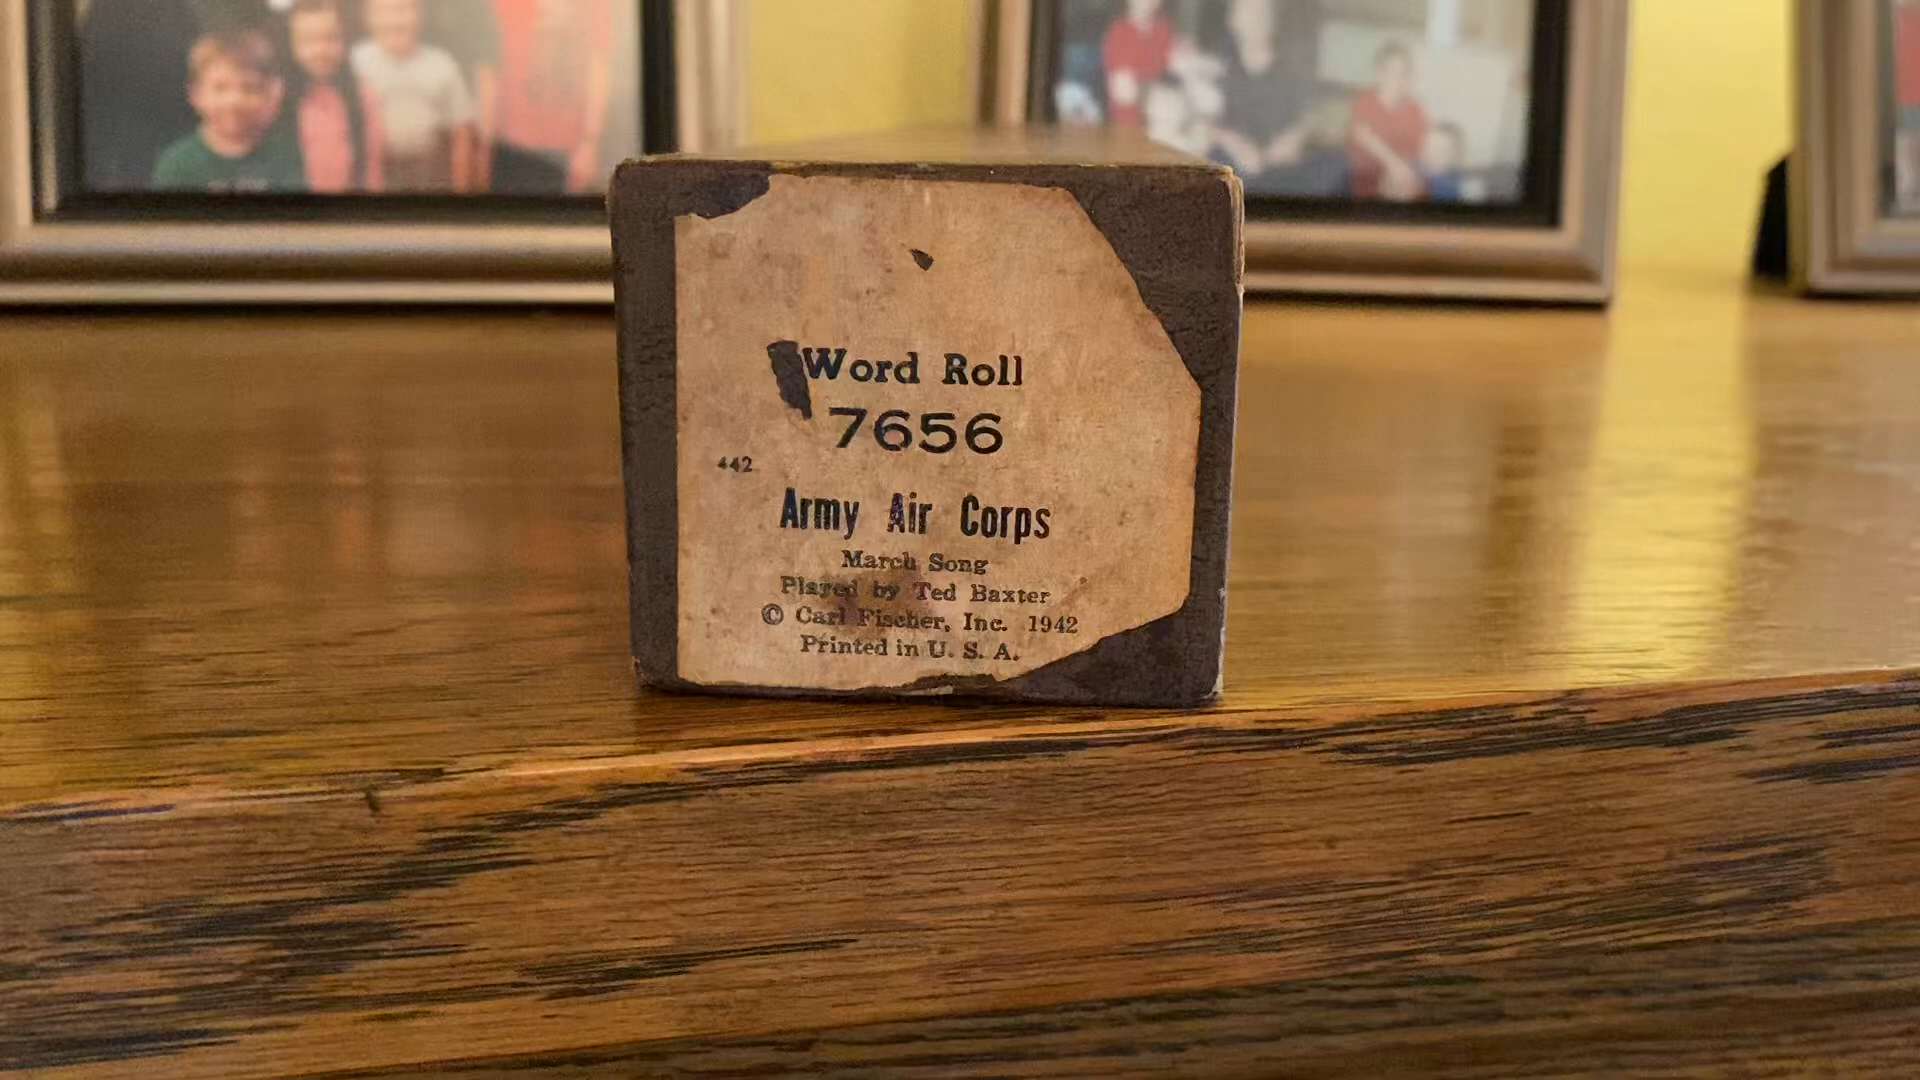 Word Roll
7656
442
Army Air Corps
March Song
Played by Ted Baxter
© Carl Fischer, Inc. 1942
Printed in U. S. A.